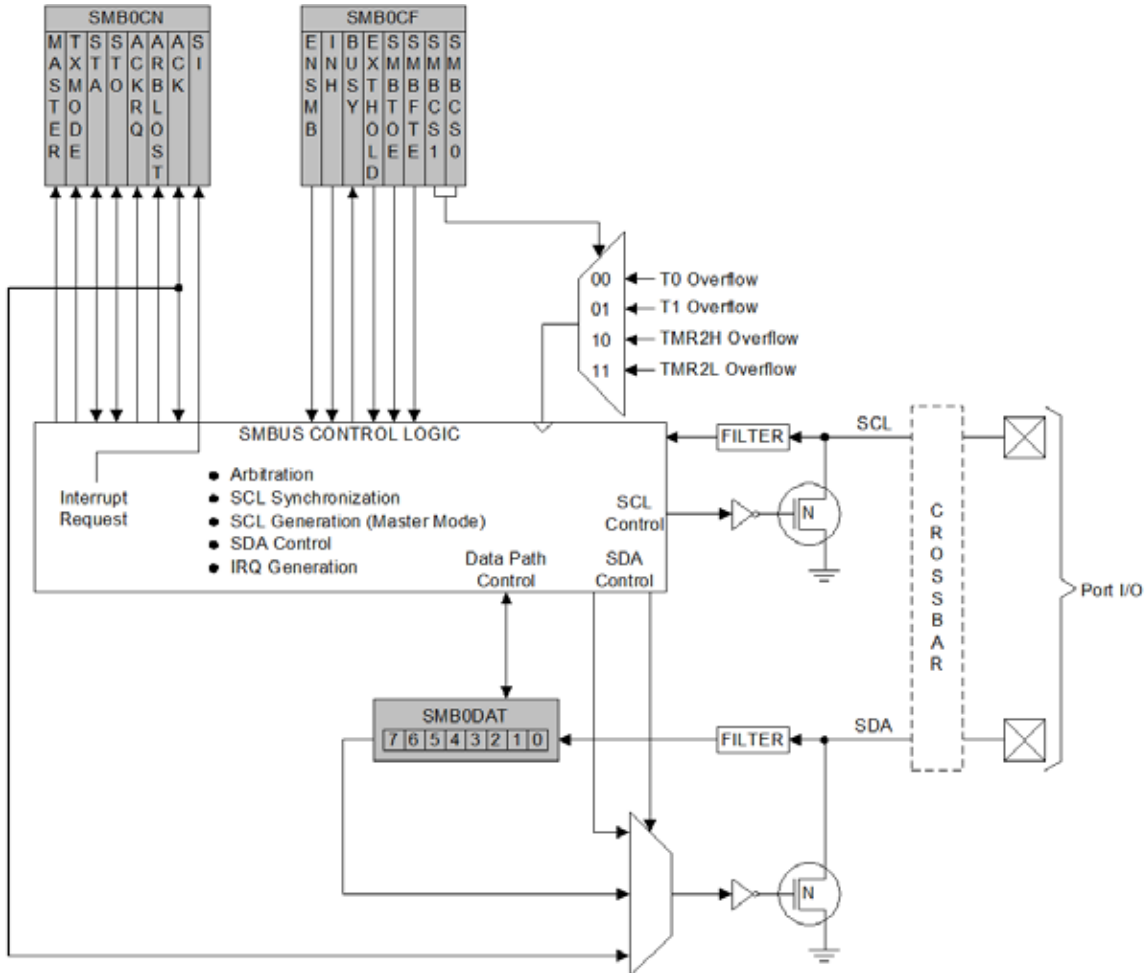 SMB0CN
MASTER
TXMODE
STA
STO
ACKRQ
ARBLOST
ACK
SI
SMB0CF
ENSMB
INH
BUSY
EXTHOLD
SMBTOE
SMBFTE
SMBCS1
SMBCS0
00
T0 Overflow
01
T1 Overflow
10
TMR2H Overflow
11
TMR2L Overflow
SMBUS CONTROL LOGIC
Interrupt
Request
Arbitration
SCL Synchronization
SCL Generation (Master Mode)
SDA Control
IRQ Generation
SCL
Control
Data Path
Control
SDA
Control
FILTER
SCL
N
CROSSBAR
Port I/O
SMB0DAT
7 6 5 4 3 2 1 0
FILTER
SDA
N